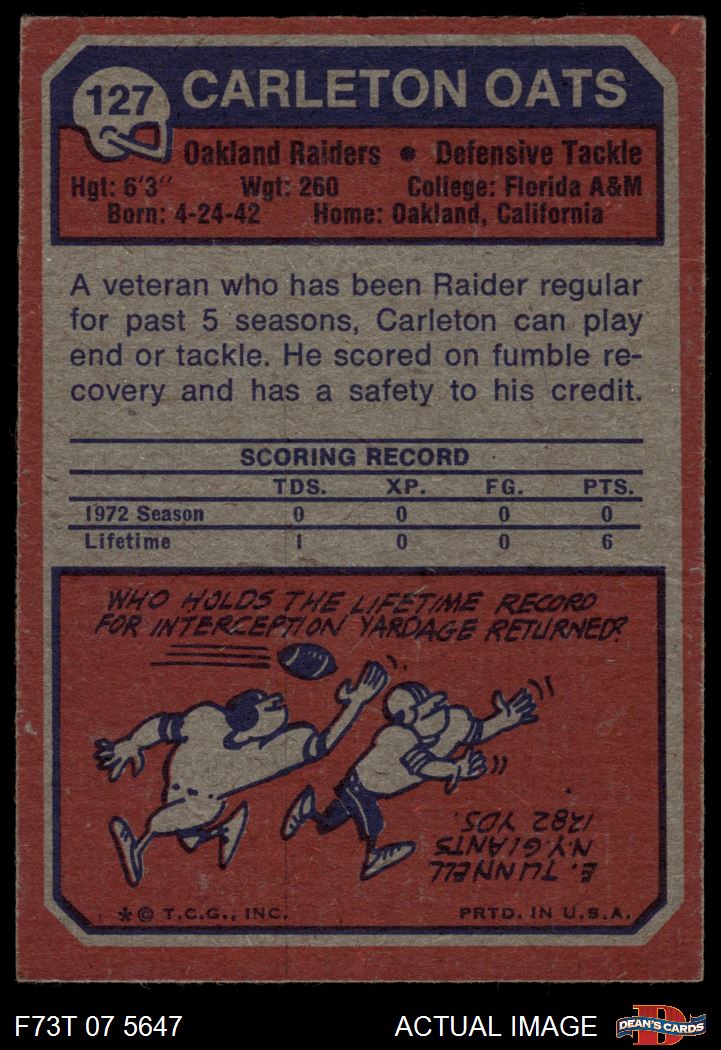 127
CARLETON OATS
Oakland Raiders ● Defensive Tackle
Hgt: 6'3" Wgt: 260 College: Florida A&M
Born: 4-24-42 Home: Oakland, California
A veteran who has been Raider regular
for past 5 seasons, Carleton can play
end or tackle. He scored on fumble re-
covery and has a safety to his credit.
SCORING RECORD
TDS. XP. FG. PTS.
1972 Season 0 0 0 0
Lifetime 1 0 0 6
WHO HOLDS THE LIFETIME RECORD
FOR INTERCEPTION YARDAGE RETURNED?
E. TUNNELL
N.Y. GIANTS
1282 YDS.
* © T.C.G., INC. PRTD. IN U.S.A.
F73T 07 5647 ACTUAL IMAGE
D
DEAN'S CARDS